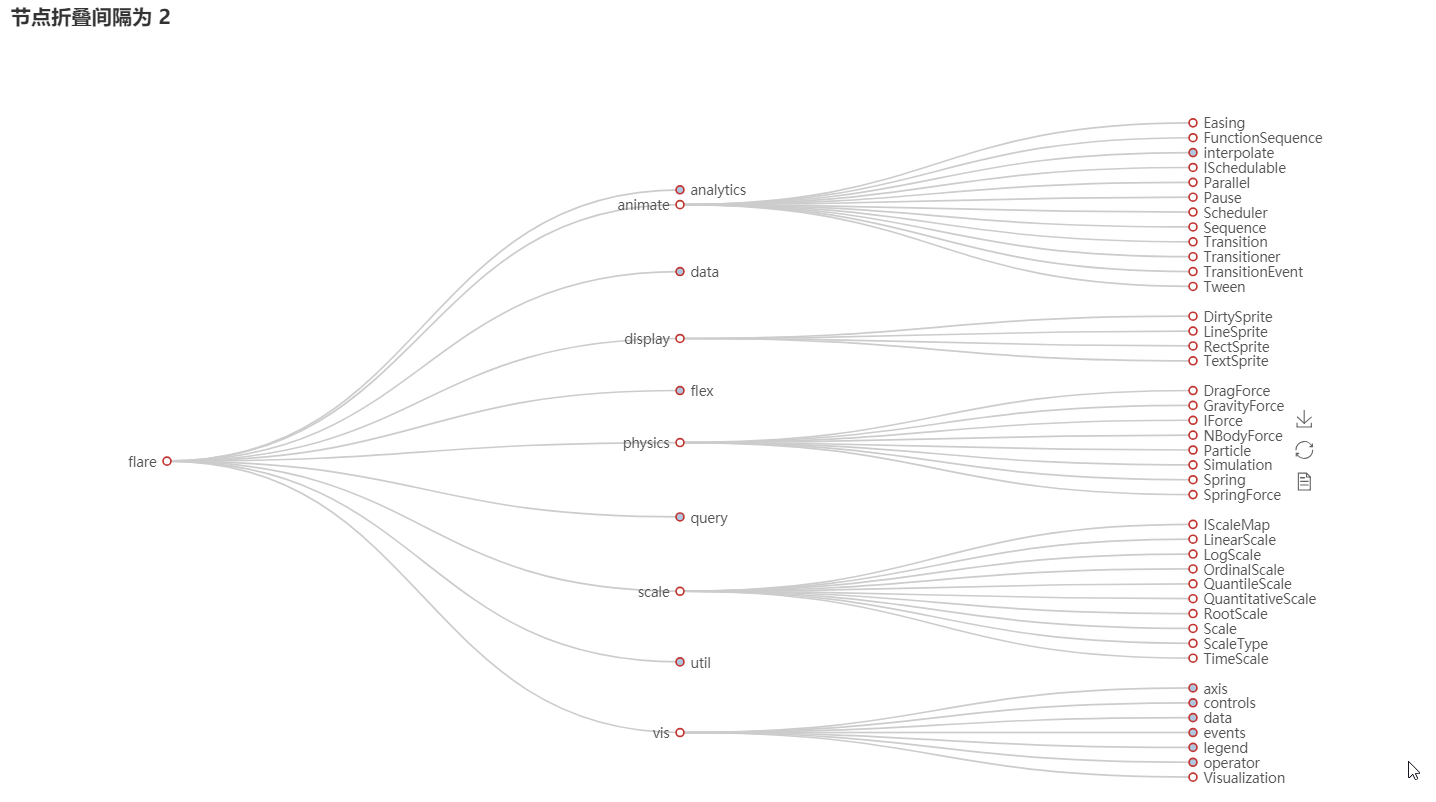 节点折叠间隔为 2
flare
analytics
animate
data
display
flex
physics
query
scale
util
vis
Easing
FunctionSequence
interpolate
ISchedulable
Parallel
Pause
Scheduler
Sequence
Transition
Transitioner
TransitionEvent
Tween
DirtySprite
LineSprite
RectSprite
TextSprite
DragForce
GravityForce
IForce
NBodyForce
Particle
Simulation
Spring
SpringForce
IScaleMap
LinearScale
LogScale
OrdinalScale
QuantileScale
QuantitativeScale
RootScale
Scale
ScaleType
TimeScale
axis
controls
data
events
legend
operator
Visualization